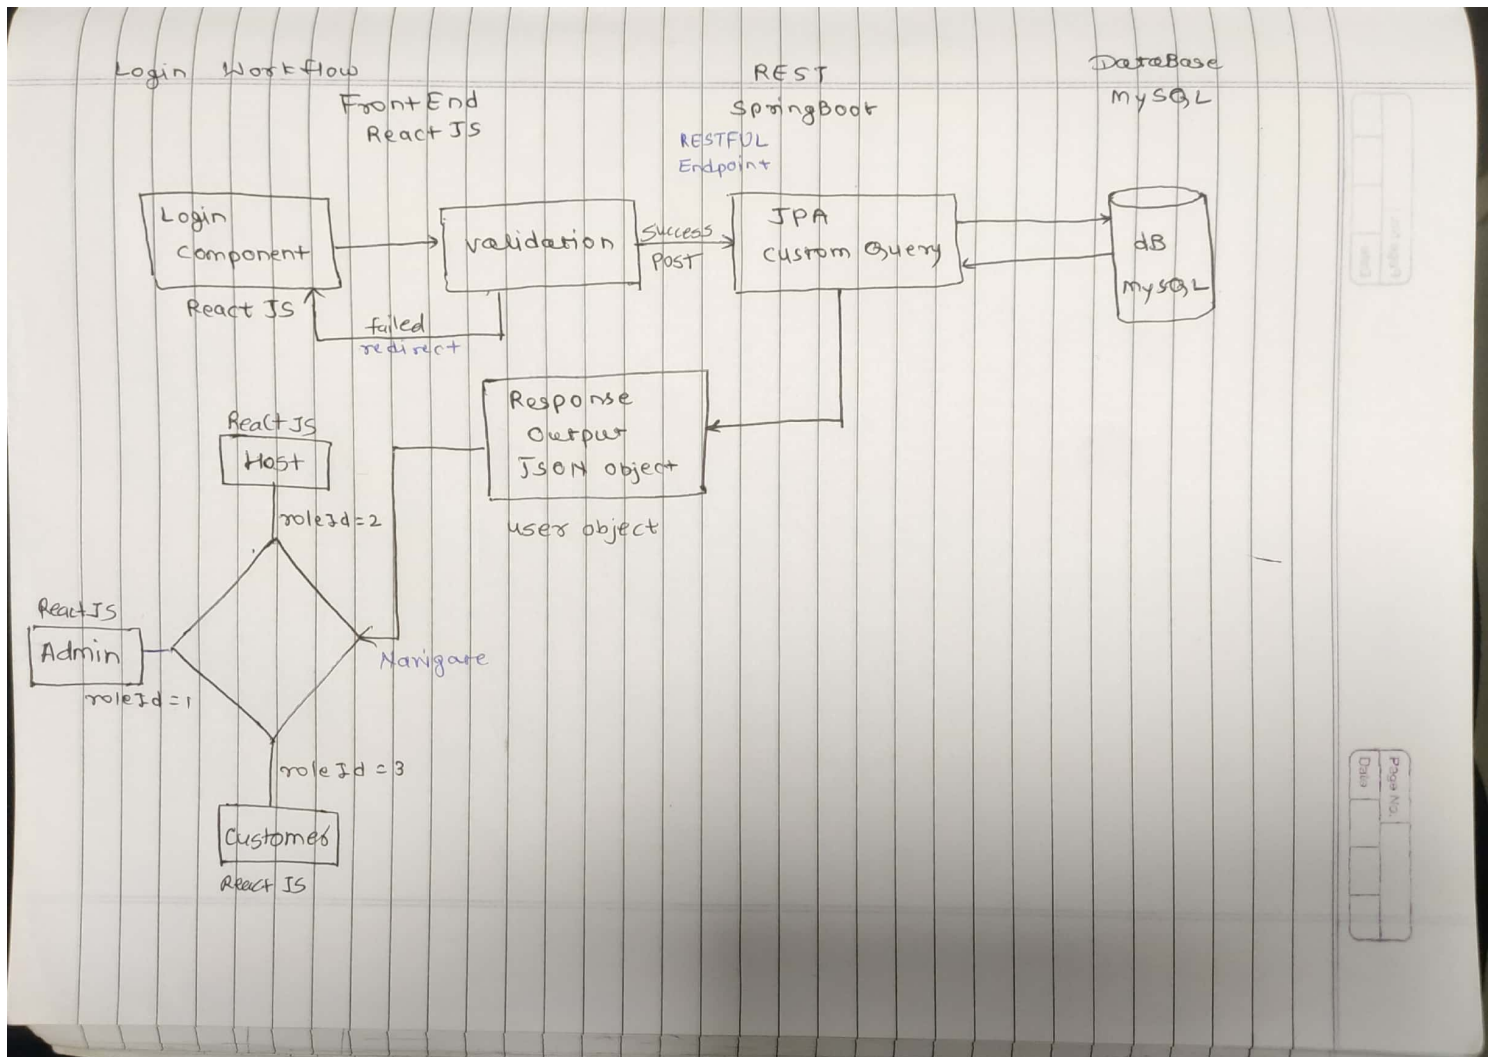 Login Workflow
FrontEnd
React JS
REST
SpringBoot
DataBase
MySQL
RESTFUL
Endpoint
Login
Component
React JS
validation
Success
POST
failed
redirect
JPA
Custom Query
dB
MySQL
Response
Output
JSON object
user object
React JS
Host
roleId=2
React JS
Admin
roleId=1
Navigate
roleId=3
Customer
React JS
Page No.
Date